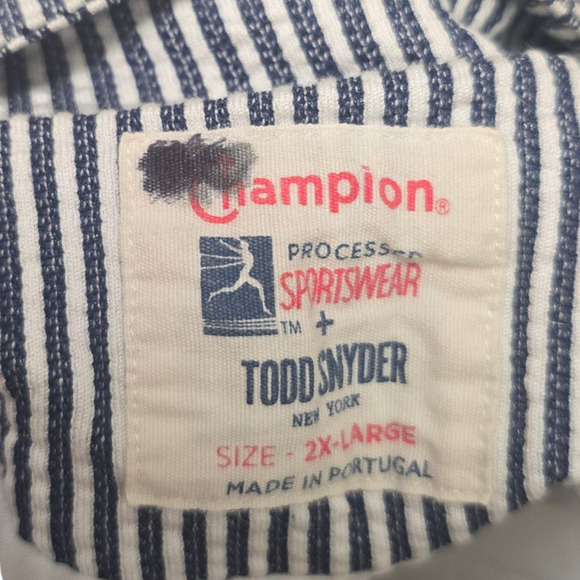 Champion®
PROCESSED
SPORTSWEAR
TM +
TODD SNYDER
NEW YORK
SIZE - 2X-LARGE
MADE IN PORTUGAL